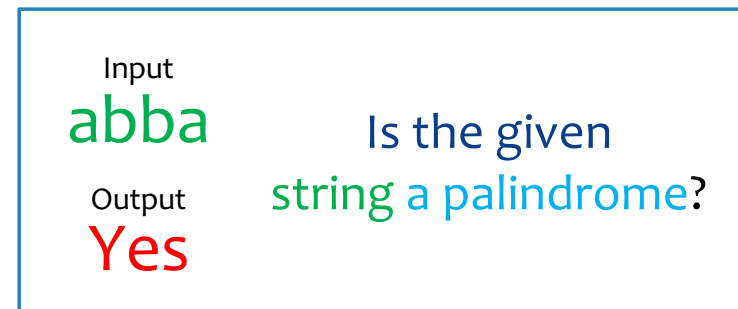 Input
abba
Output
Yes
Is the given
string a palindrome?